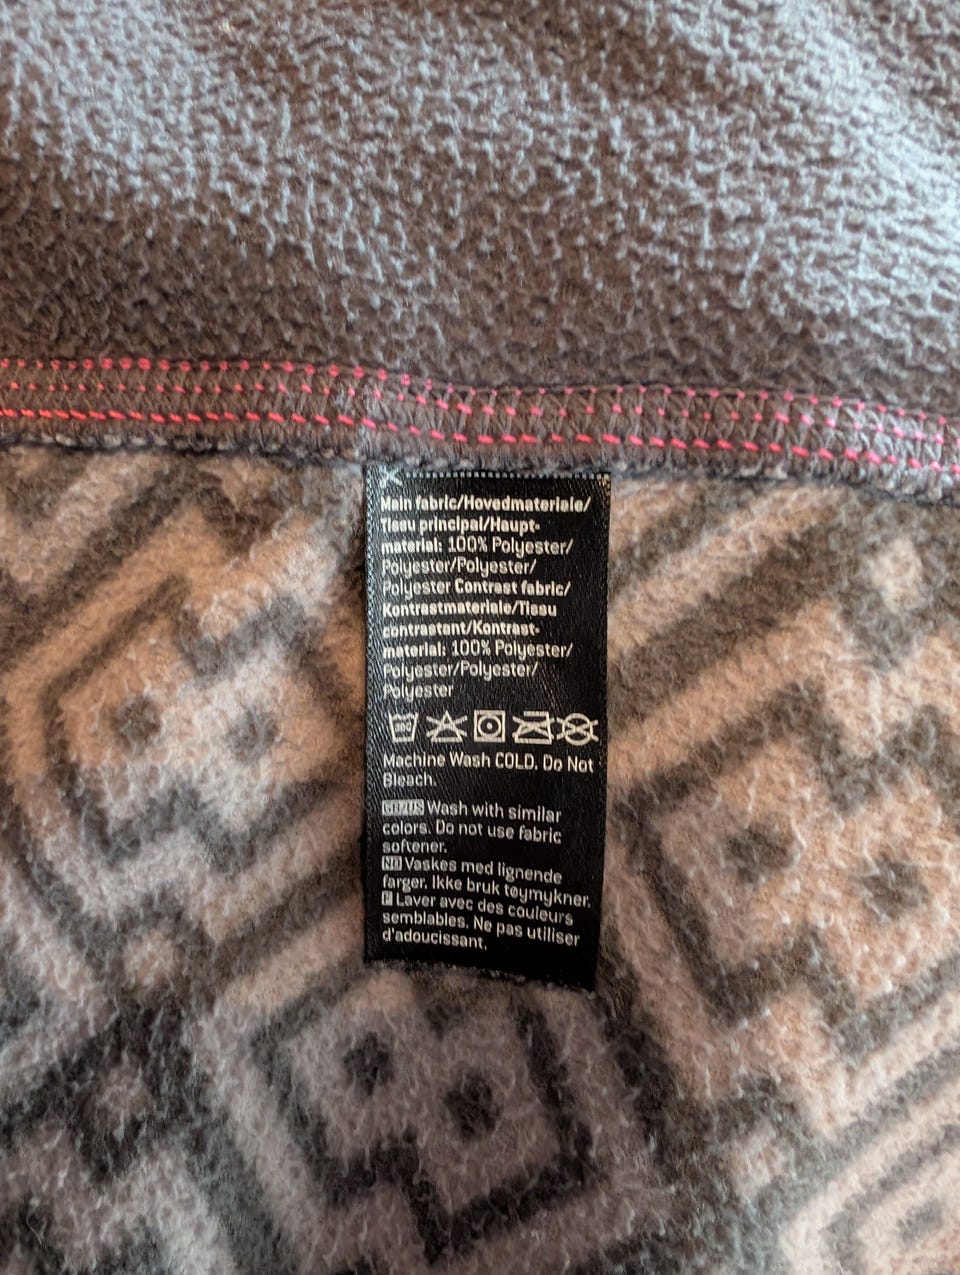 Main fabric/Hovedmateriale/
Tissu principal/Haupt-
material: 100% Polyester/
Polyester/Polyester/
Polyester Contrast fabric/
Kontrastmateriale/Tissu
contrastant/Kontrast-
material: 100% Polyester/
Polyester/Polyester/
Polyester
30°
Machine Wash COLD. Do Not
Bleach.
GB/US Wash with similar
colors. Do not use fabric
softener.
NO Vaskes med lignende
farger. Ikke bruk tøymykner.
F Laver avec des couleurs
semblables. Ne pas utiliser
d'adoucissant.